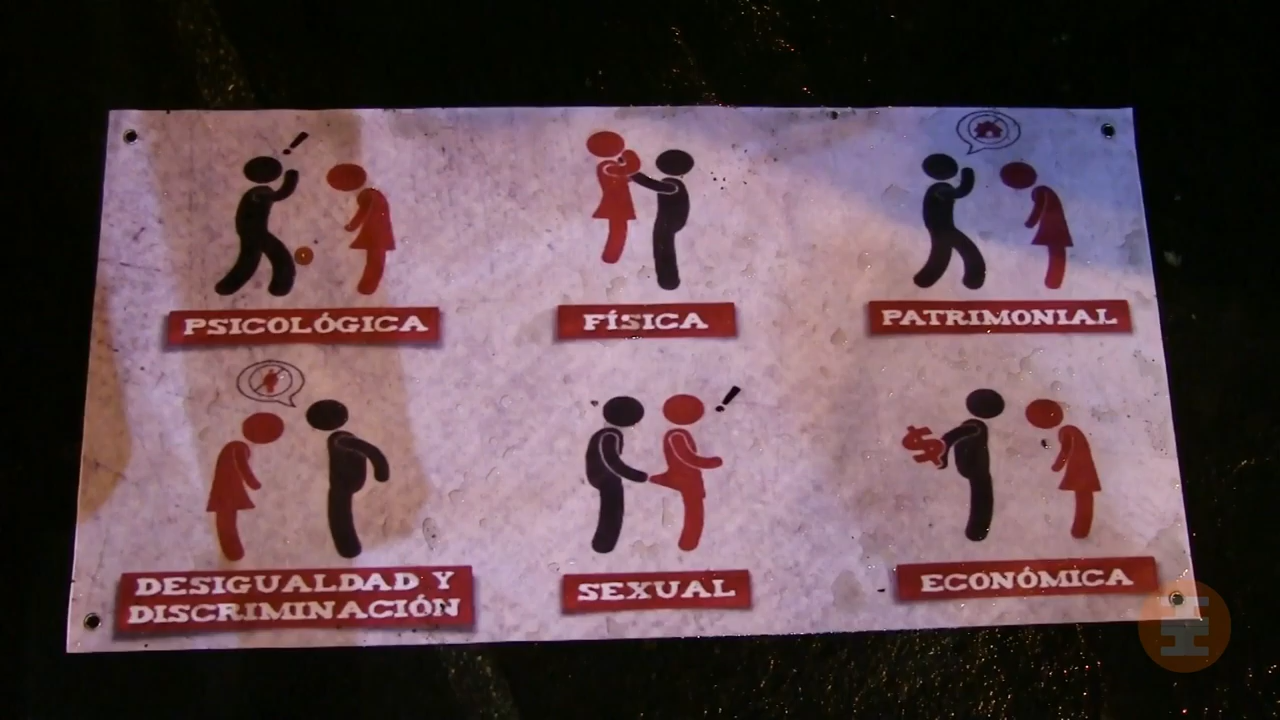 PSICOLÓGICA
FÍSICA
PATRIMONIAL
DESIGUALDAD Y
DISCRIMINACIÓN
SEXUAL
ECONÓMICA